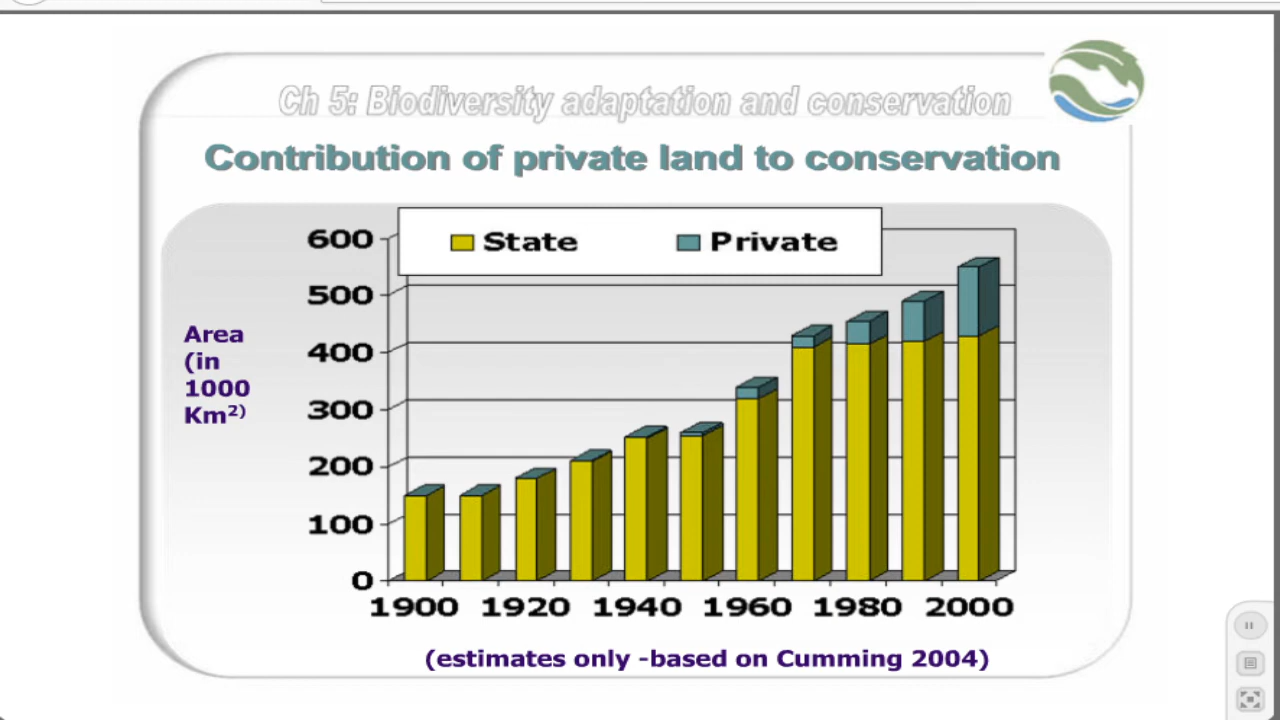 Ch 5: Biodiversity adaptation and conservation
Contribution of private land to conservation
State Private
600
500
400
300
200
100
0
Area
(in
1000
Km²⁾
1900 1920 1940 1960 1980 2000
(estimates only -based on Cumming 2004)